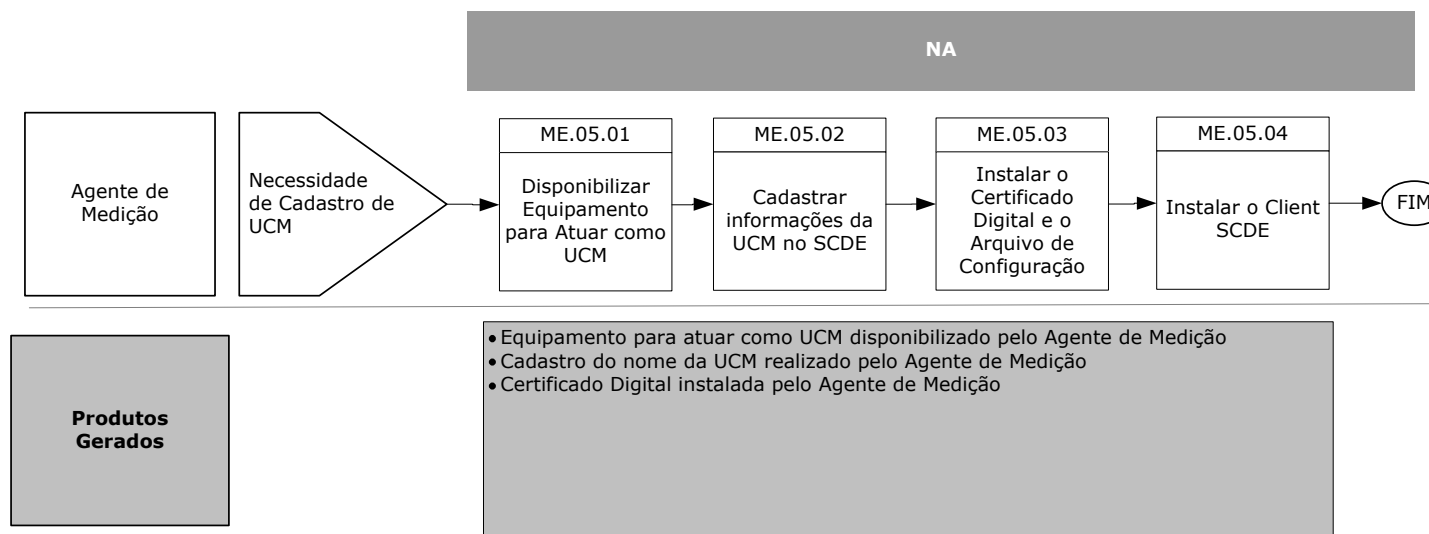 NA
Agente de
Medição
Necessidade
de Cadastro de
UCM
ME.05.01
Disponibilizar
Equipamento
para Atuar como
UCM
ME.05.02
Cadastrar
informações da
UCM no SCDE
ME.05.03
Instalar o
Certificado
Digital e o
Arquivo de
Configuração
ME.05.04
Instalar o Client
SCDE
FIM
Produtos
Gerados
• Equipamento para atuar como UCM disponibilizado pelo Agente de Medição
• Cadastro do nome da UCM realizado pelo Agente de Medição
• Certificado Digital instalada pelo Agente de Medição